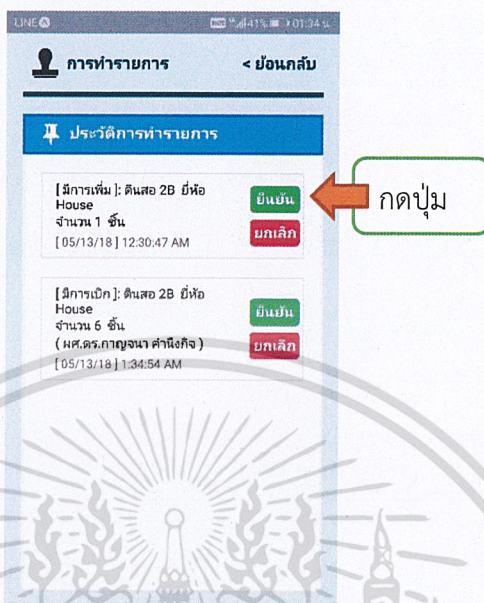 LINE 41% 01:34 น.
การทำรายการ < ย้อนกลับ
ประวัติการทำรายการ
[ มีการเพิ่ม ]: ดินสอ 2B ยี่ห้อ
House
จำนวน 1 ชิ้น
[ 05/13/18 ] 12:30:47 AM
ยืนยัน
ยกเลิก
กดปุ่ม
[ มีการเบิก ]: ดินสอ 2B ยี่ห้อ
House
จำนวน 6 ชิ้น
( ผศ.ดร.กาญจนา คำนึงกิจ )
[ 05/13/18 ] 1:34:54 AM
ยืนยัน
ยกเลิก